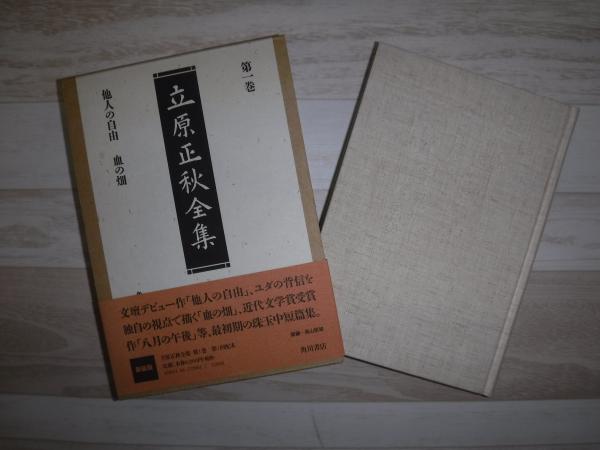 第一巻
立原正秋全集
他人の自由　血の畑
文壇デビュー作「他人の自由」、ユダの背信を
独自の視点で描く「血の畑」、近代文学賞受賞
作「八月の午後」等、最初期の珠玉中短篇集。
角川書店